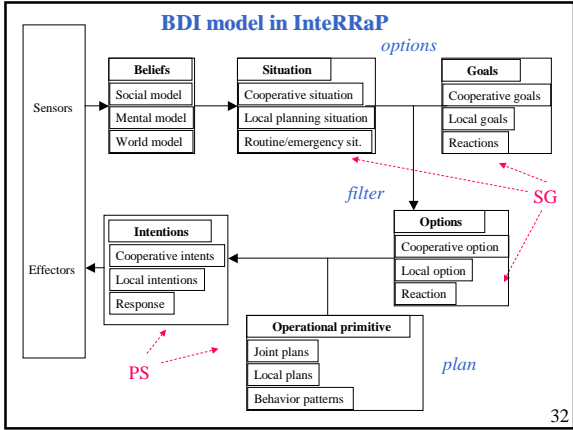 BDI model in InteRRaP
options
Sensors
Beliefs
Social model
Mental model
World model
Situation
Cooperative situation
Local planning situation
Routine/emergency sit.
Goals
Cooperative goals
Local goals
Reactions
SG
filter
Effectors
Intentions
Cooperative intents
Local intentions
Response
Options
Cooperative option
Local option
Reaction
Operational primitive
Joint plans
Local plans
Behavior patterns
PS
plan
32